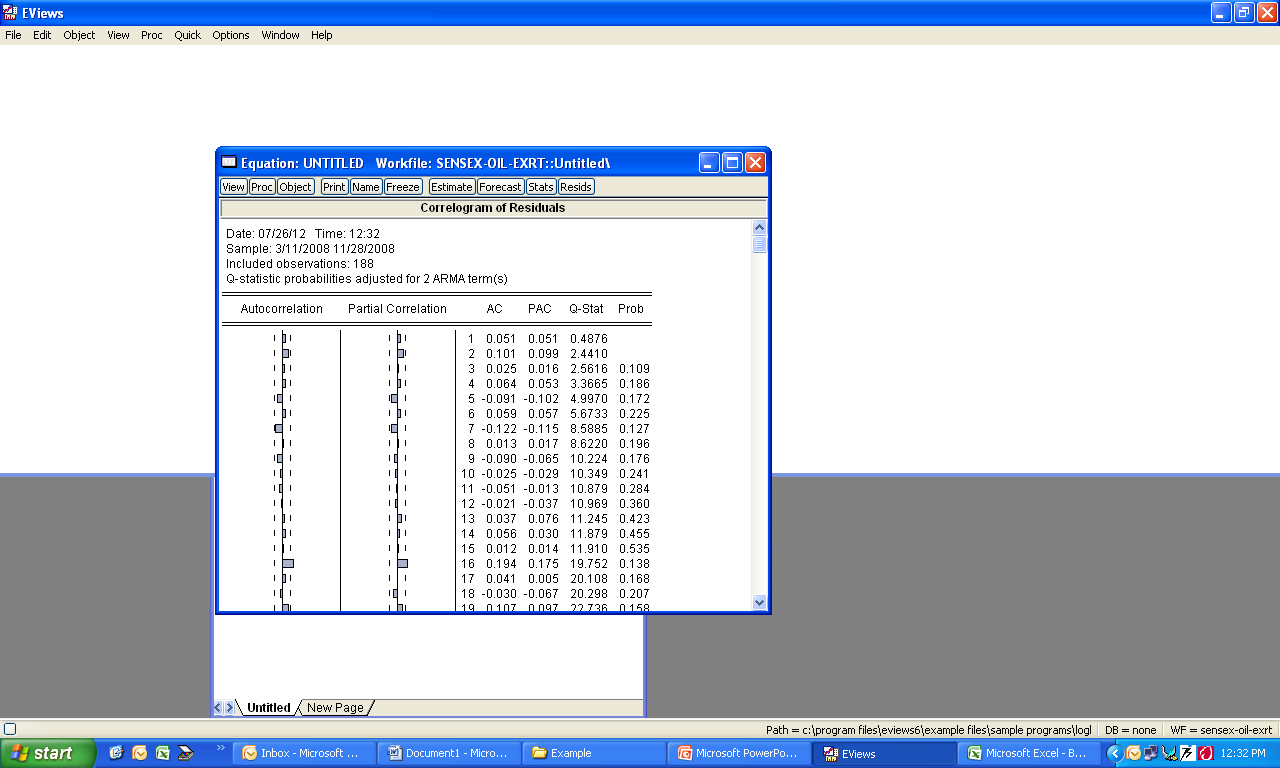 EViews
File Edit Object View Proc Quick Options Window Help
Equation: UNTITLED Workfile: SENSEX-OIL-EXRT::Untitled\
View Proc Object Print Name Freeze Estimate Forecast Stats Resids
Correlogram of Residuals
Date: 07/26/12 Time: 12:32
Sample: 3/11/2008 11/28/2008
Included observations: 188
Q-statistic probabilities adjusted for 2 ARMA term(s)
Autocorrelation Partial Correlation AC PAC Q-Stat Prob
1 0.051 0.051 0.4876
2 0.101 0.099 2.4410
3 0.025 0.016 2.5616 0.109
4 0.064 0.053 3.3665 0.186
5 -0.091 -0.102 4.9970 0.172
6 0.059 0.057 5.6733 0.225
7 -0.122 -0.115 8.5885 0.127
8 0.013 0.017 8.6220 0.196
9 -0.090 -0.065 10.224 0.176
10 -0.025 -0.029 10.349 0.241
11 -0.051 -0.013 10.879 0.284
12 -0.021 -0.037 10.969 0.360
13 0.037 0.076 11.245 0.423
14 0.056 0.030 11.879 0.455
15 0.012 0.014 11.910 0.535
16 0.194 0.175 19.752 0.138
17 0.041 0.005 20.108 0.168
18 -0.030 -0.067 20.298 0.207
19 0.107 0.097 22.736 0.158
Untitled New Page
Path = c:\program files\eviews6\example files\sample programs\logl DB = none WF = sensex-oil-exrt
start Inbox - Microsoft ... Document1 - Micro... Example Microsoft PowerPo... EViews Microsoft Excel - B... 12:32 PM